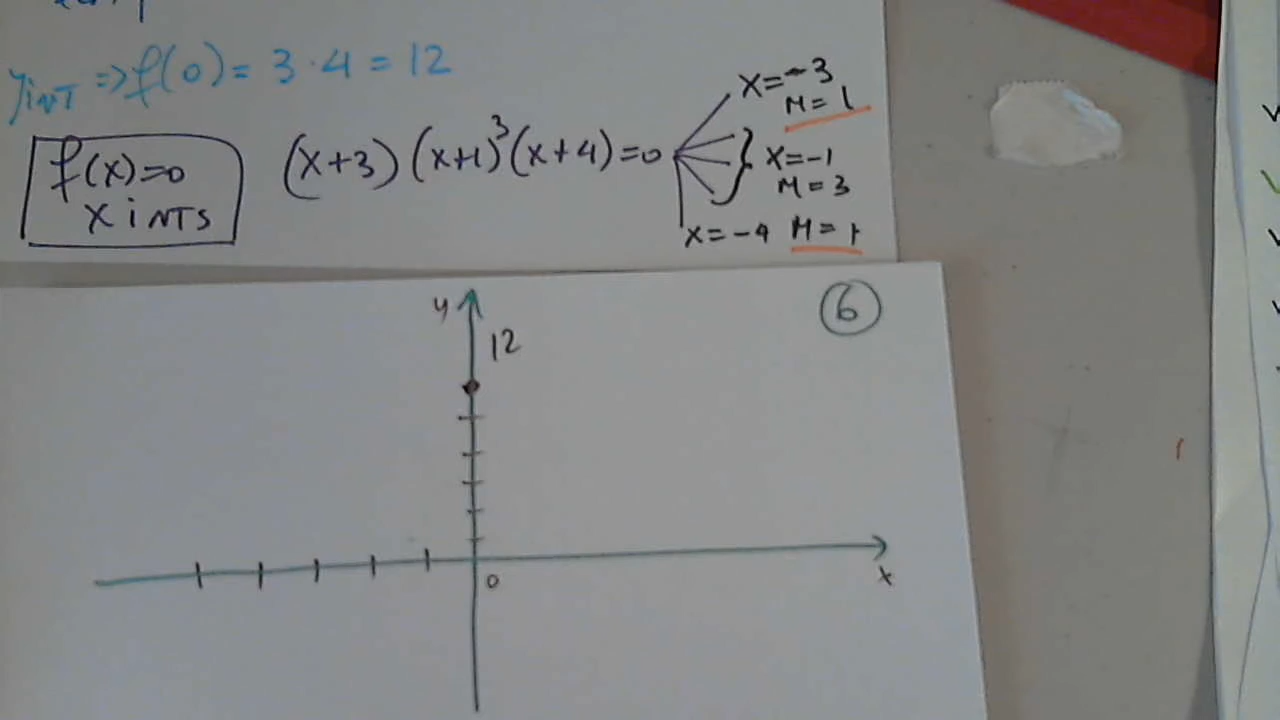 yINT => f(0) = 3 · 4 = 12
f(x)=0
x iNTS
(x+3)(x+1)³(x+4)=0
x=-3
M=1
x=-1
M=3
x=-4 M=1
6
y
12
0
x